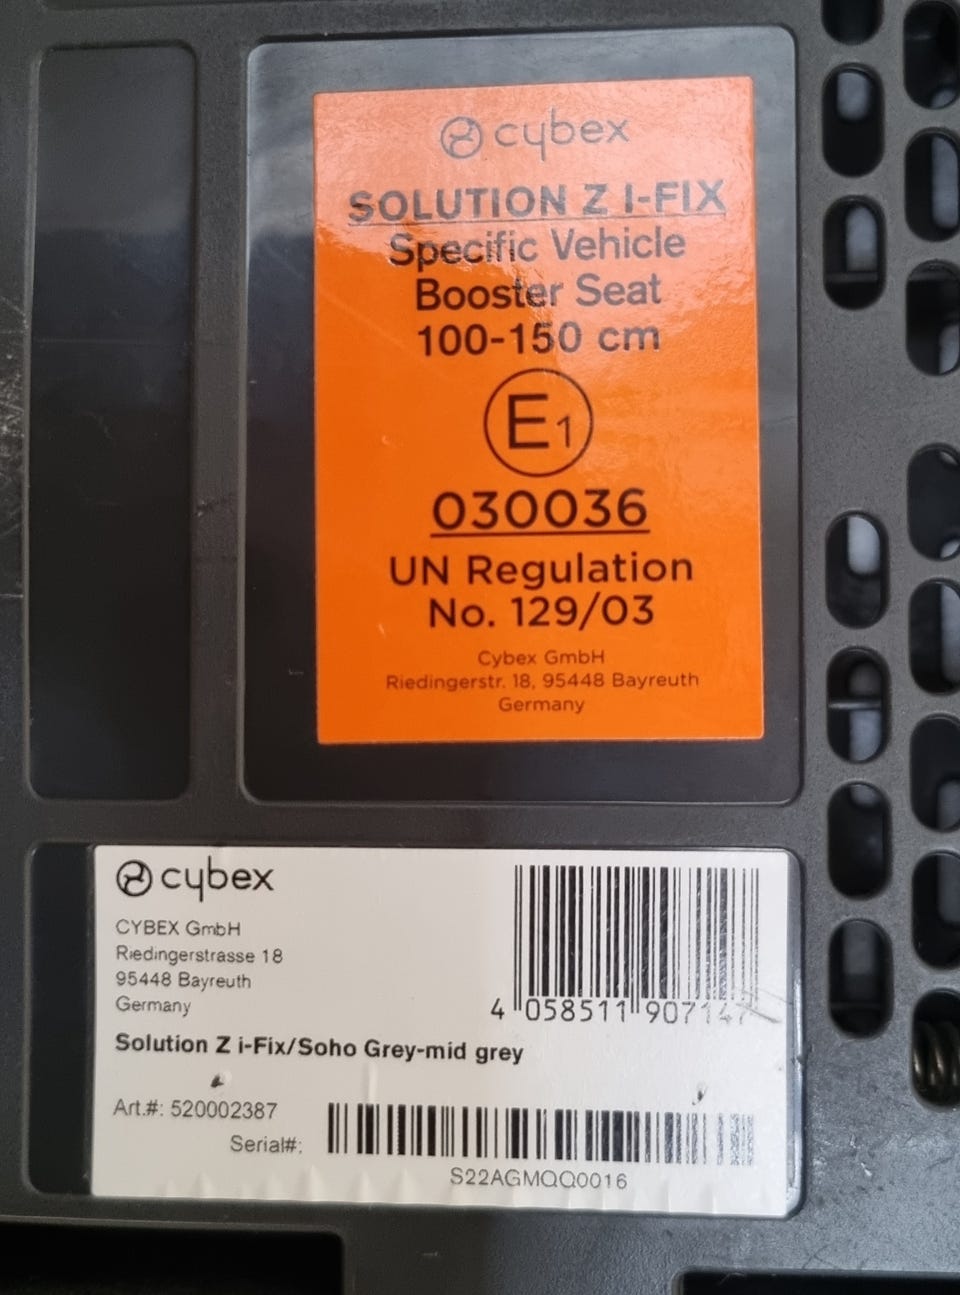 cybex
SOLUTION Z I-FIX
Specific Vehicle
Booster Seat
100-150 cm
E1
030036
UN Regulation
No. 129/03
Cybex GmbH
Riedingerstr. 18, 95448 Bayreuth
Germany
cybex
CYBEX GmbH
Riedingerstrasse 18
95448 Bayreuth
Germany
4 058511 907147
Solution Z i-Fix/Soho Grey-mid grey
Art.#: 520002387
Serial#:
S22AGMQQ0016